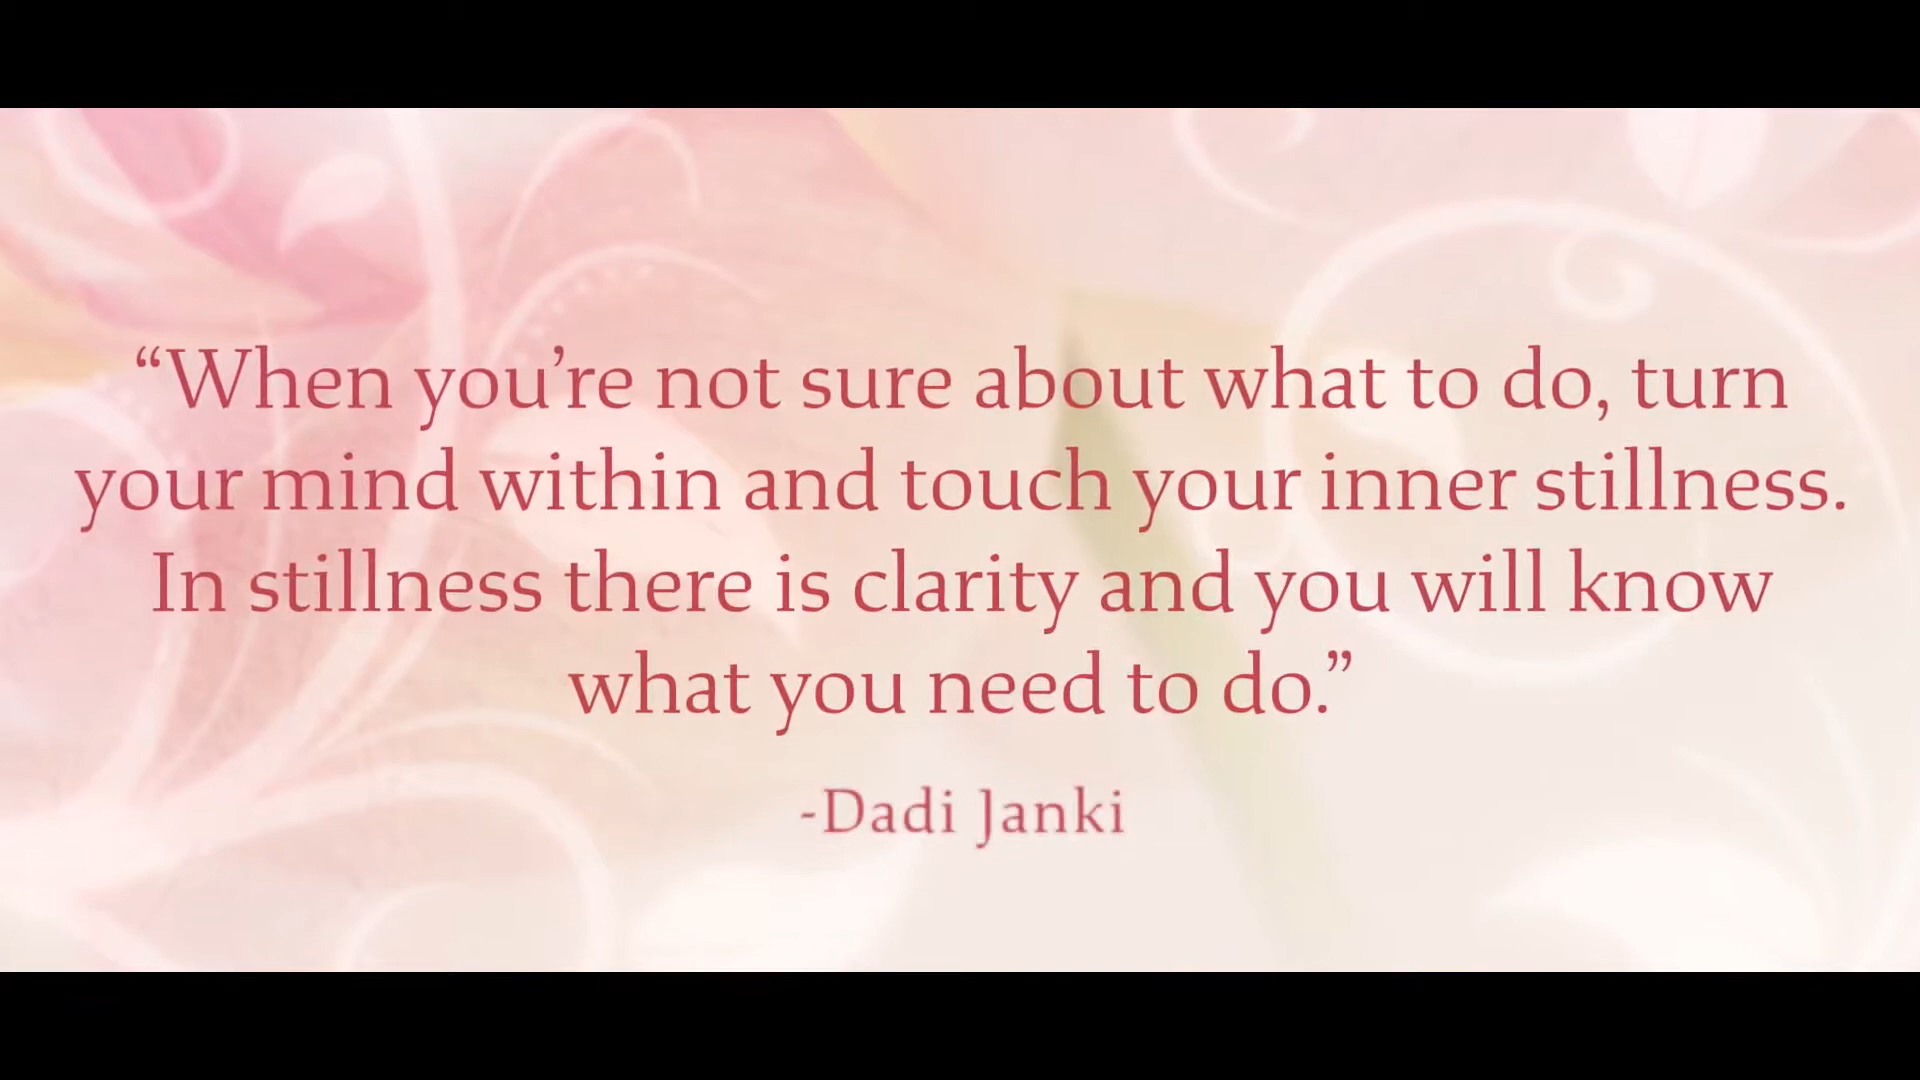 “When you’re not sure about what to do, turn
your mind within and touch your inner stillness.
In stillness there is clarity and you will know
what you need to do.”
-Dadi Janki